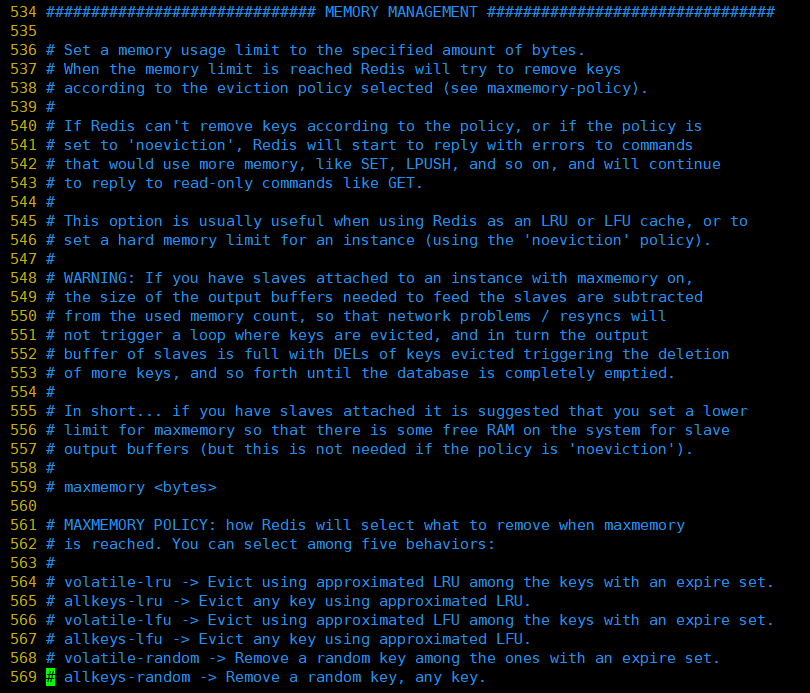 534 ############################## MEMORY MANAGEMENT ################################
535
536 # Set a memory usage limit to the specified amount of bytes.
537 # When the memory limit is reached Redis will try to remove keys
538 # according to the eviction policy selected (see maxmemory-policy).
539 #
540 # If Redis can't remove keys according to the policy, or if the policy is
541 # set to 'noeviction', Redis will start to reply with errors to commands
542 # that would use more memory, like SET, LPUSH, and so on, and will continue
543 # to reply to read-only commands like GET.
544 #
545 # This option is usually useful when using Redis as an LRU or LFU cache, or to
546 # set a hard memory limit for an instance (using the 'noeviction' policy).
547 #
548 # WARNING: If you have slaves attached to an instance with maxmemory on,
549 # the size of the output buffers needed to feed the slaves are subtracted
550 # from the used memory count, so that network problems / resyncs will
551 # not trigger a loop where keys are evicted, and in turn the output
552 # buffer of slaves is full with DELs of keys evicted triggering the deletion
553 # of more keys, and so forth until the database is completely emptied.
554 #
555 # In short... if you have slaves attached it is suggested that you set a lower
556 # limit for maxmemory so that there is some free RAM on the system for slave
557 # output buffers (but this is not needed if the policy is 'noeviction').
558 #
559 # maxmemory <bytes>
560
561 # MAXMEMORY POLICY: how Redis will select what to remove when maxmemory
562 # is reached. You can select among five behaviors:
563 #
564 # volatile-lru -> Evict using approximated LRU among the keys with an expire set.
565 # allkeys-lru -> Evict any key using approximated LRU.
566 # volatile-lfu -> Evict using approximated LFU among the keys with an expire set.
567 # allkeys-lfu -> Evict any key using approximated LFU.
568 # volatile-random -> Remove a random key among the ones with an expire set.
569 # allkeys-random -> Remove a random key, any key.